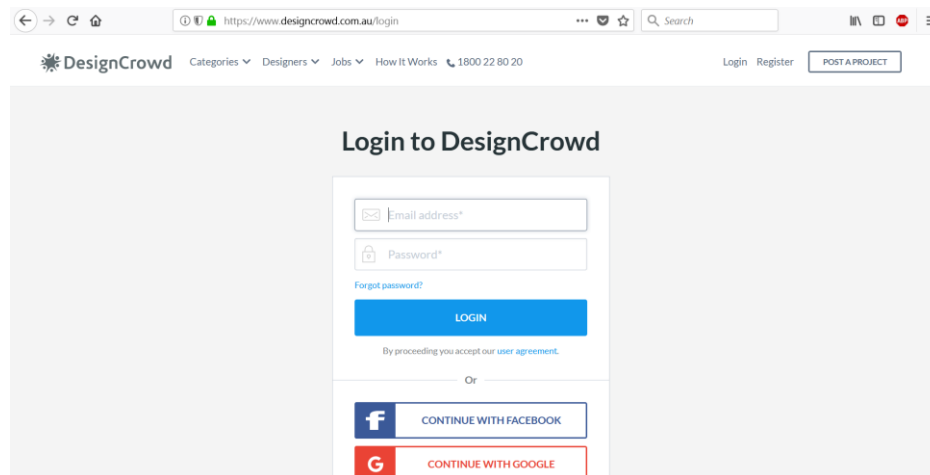 https://www.designcrowd.com.au/login
Search
ABP
DesignCrowd Categories Designers Jobs How It Works 1800 22 80 20 Login Register POST A PROJECT
Login to DesignCrowd
Email address*
Password*
Forgot password?
LOGIN
By proceeding you accept our user agreement.
Or
f CONTINUE WITH FACEBOOK
G CONTINUE WITH GOOGLE